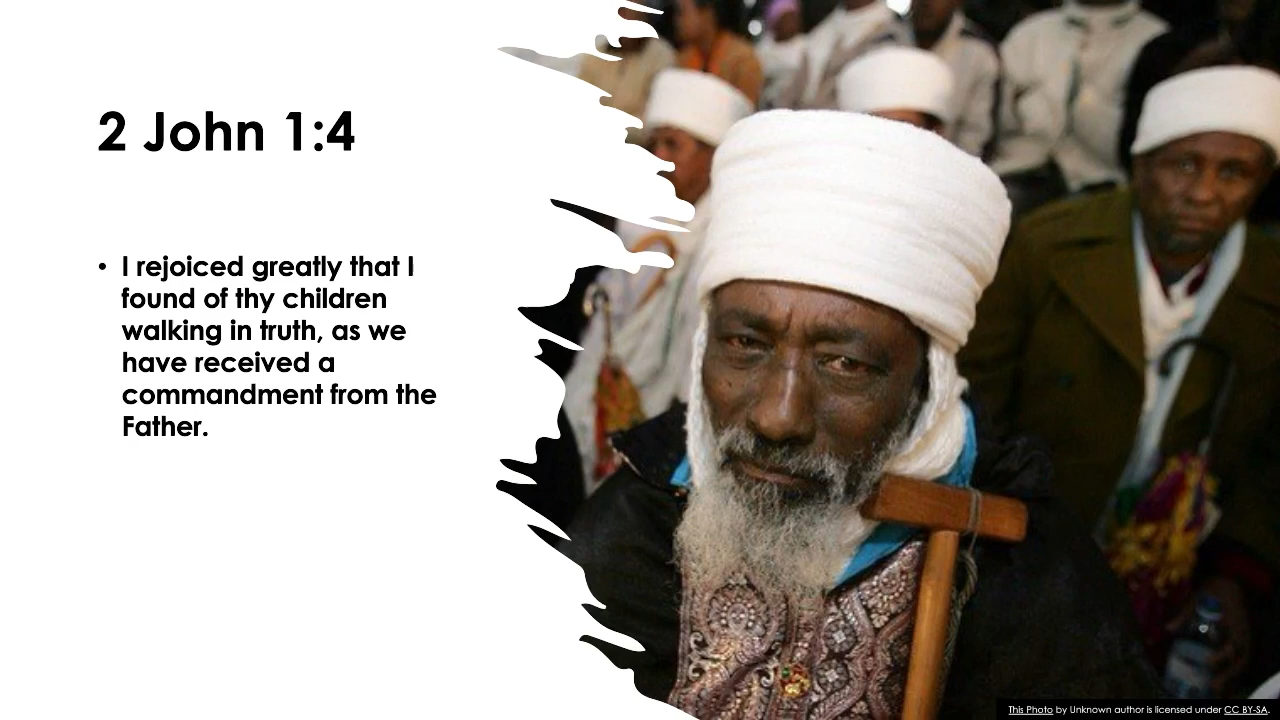 2 John 1:4
• I rejoiced greatly that I
found of thy children
walking in truth, as we
have received a
commandment from the
Father.
This Photo by Unknown author is licensed under CC BY-SA.